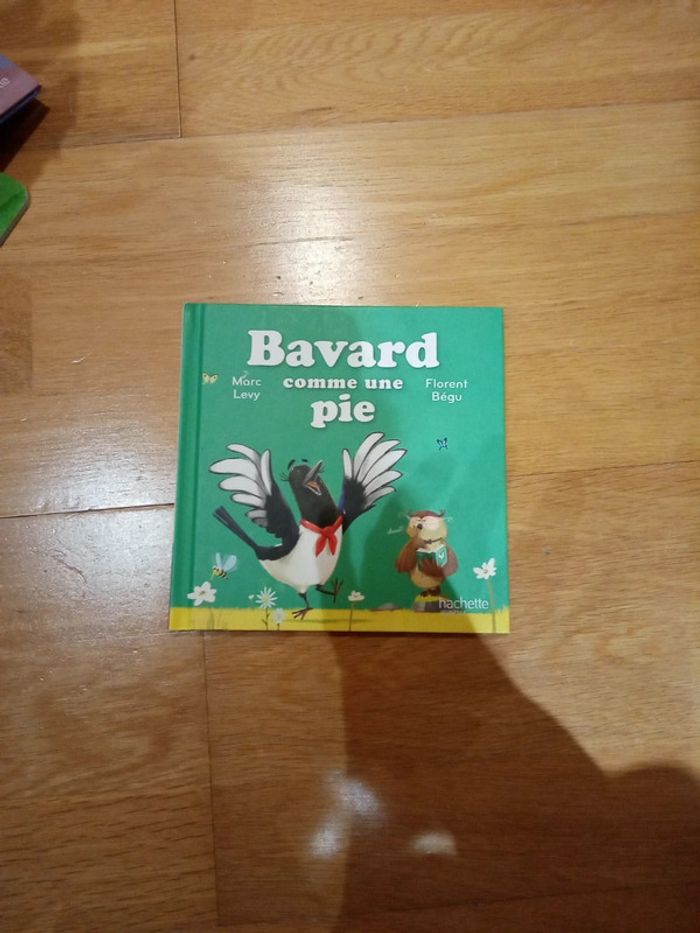 Bavard
comme une
pie
Marc
Levy
Florent
Bégu
hachette